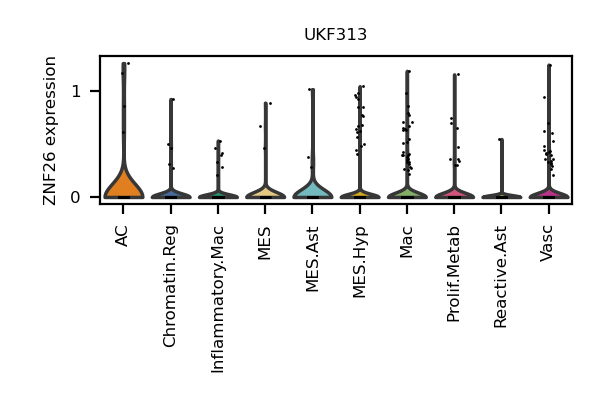 UKF313
ZNF26 expression
1
0
AC
Chromatin.Reg
Inflammatory.Mac
MES
MES.Ast
MES.Hyp
Mac
Prolif.Metab
Reactive.Ast
Vasc